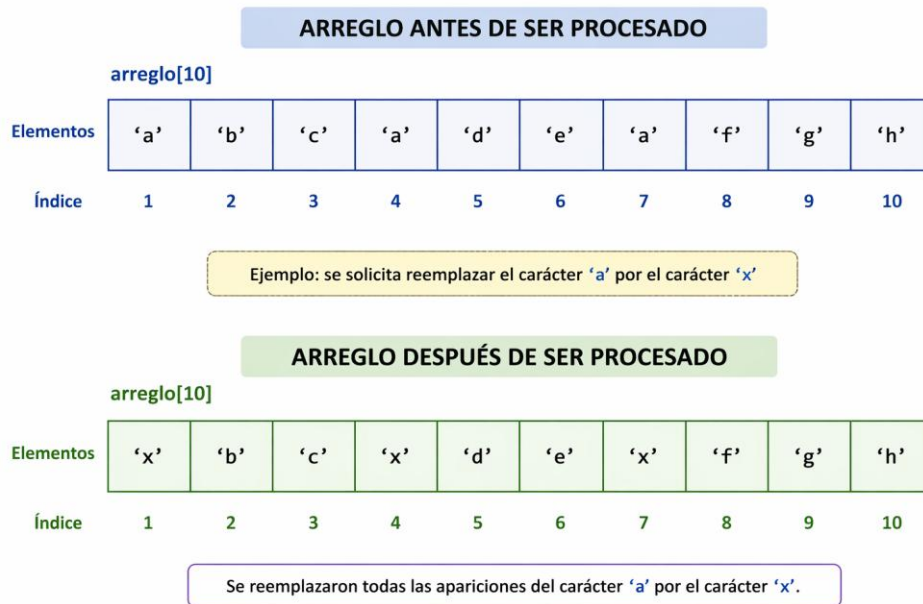 ARREGLO ANTES DE SER PROCESADO
arreglo[10]
Elementos ‘a’ ‘b’ ‘c’ ‘a’ ‘d’ ‘e’ ‘a’ ‘f’ ‘g’ ‘h’
Índice 1 2 3 4 5 6 7 8 9 10
Ejemplo: se solicita reemplazar el carácter ‘a’ por el carácter ‘x’
ARREGLO DESPUÉS DE SER PROCESADO
arreglo[10]
Elementos ‘x’ ‘b’ ‘c’ ‘x’ ‘d’ ‘e’ ‘x’ ‘f’ ‘g’ ‘h’
Índice 1 2 3 4 5 6 7 8 9 10
Se reemplazaron todas las apariciones del carácter ‘a’ por el carácter ‘x’.